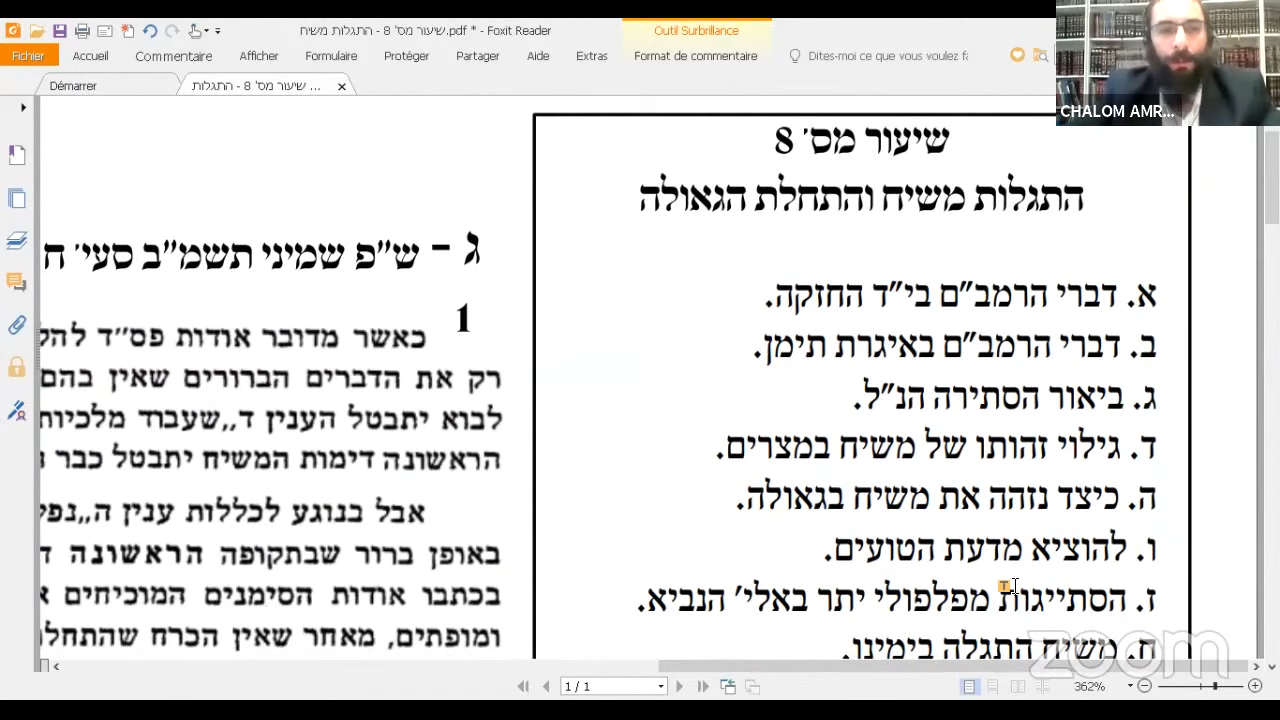 שיעור מס' 8 - התגלות משיח.pdf * - Foxit Reader
Outil Surbrillance
Fichier Accueil Commentaire Afficher Formulaire Protéger Partager Aide Extras Format de commentaire Dites-moi ce que vous voulez fa
Démarrer שיעור מס' 8 - התגלות ...
CHALOM AMR...
שיעור מס׳ 8
התגלות משיח והתחלת הגאולה
א. דברי הרמב"ם בי"ד החזקה.
ב. דברי הרמב"ם באיגרת תימן.
ג. ביאור הסתירה הנ"ל.
ד. גילוי זהותו של משיח במצרים.
ה. כיצד נזהה את משיח בגאולה.
ו. להוציא מדעת הטועים.
ז. הסתייגות מפלפולי יתר באלי' הנביא.
ח. משיח התגלה בימינו.
ג - ש"פ שמיני תשמ"ב סעי׳ ח
1
כאשר מדובר אודות פס"ד להל
רק את הדברים הברורים שאין בהם
לבוא יתבטל הענין ד,,שעבוד מלכיות
הראשונה דימות המשיח יתבטל כבר
אבל בנוגע לכללות ענין ה,,נפי
באופן ברור שבתקופה הראשונה ד
בכתבו אודות הסימנים המוכיחים א
ומופתים, מאחר שאין הכרח שהתחל
zoom
1 / 1
362%